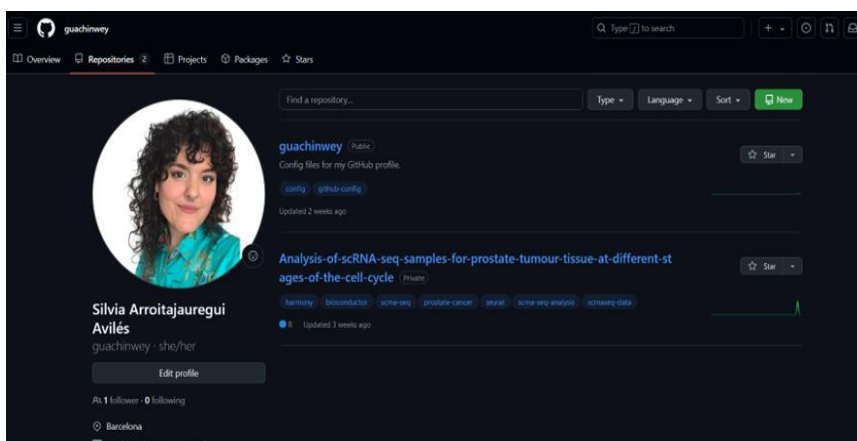 guachinwey
Type / to search
Overview Repositories 2 Projects Packages Stars
Find a repository...
Type Language Sort New
guachinwey Public
Config files for my GitHub profile.
config github-config
Updated 2 weeks ago
Star
Analysis-of-scRNA-seq-samples-for-prostate-tumour-tissue-at-different-st
ages-of-the-cell-cycle Private
harmony bioconductor scrna-seq prostate-cancer seurat scrna-seq-analysis scrnaseq-data
R Updated 3 weeks ago
Star
Silvia Arroitajauregui
Avilés
guachinwey · she/her
Edit profile
1 follower · 0 following
Barcelona